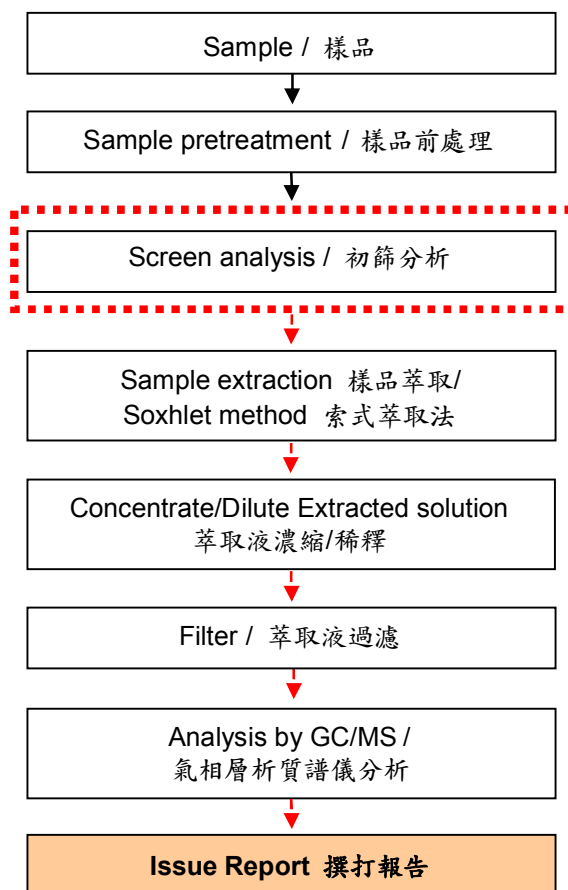 Sample / 樣品
Sample pretreatment / 樣品前處理
Screen analysis / 初篩分析
Sample extraction 樣品萃取/
Soxhlet method 索式萃取法
Concentrate/Dilute Extracted solution
萃取液濃縮/稀釋
Filter / 萃取液過濾
Analysis by GC/MS /
氣相層析質譜儀分析
Issue Report 撰打報告